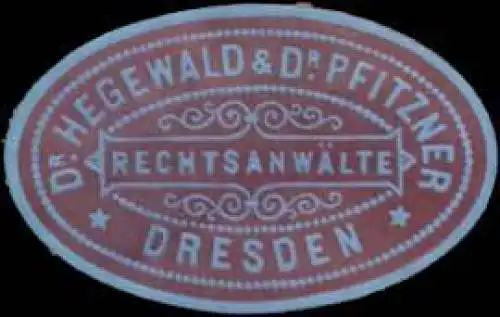 DR. HEGEWALD & DR. PFITZNER
RECHTSANWÄLTE
DRESDEN